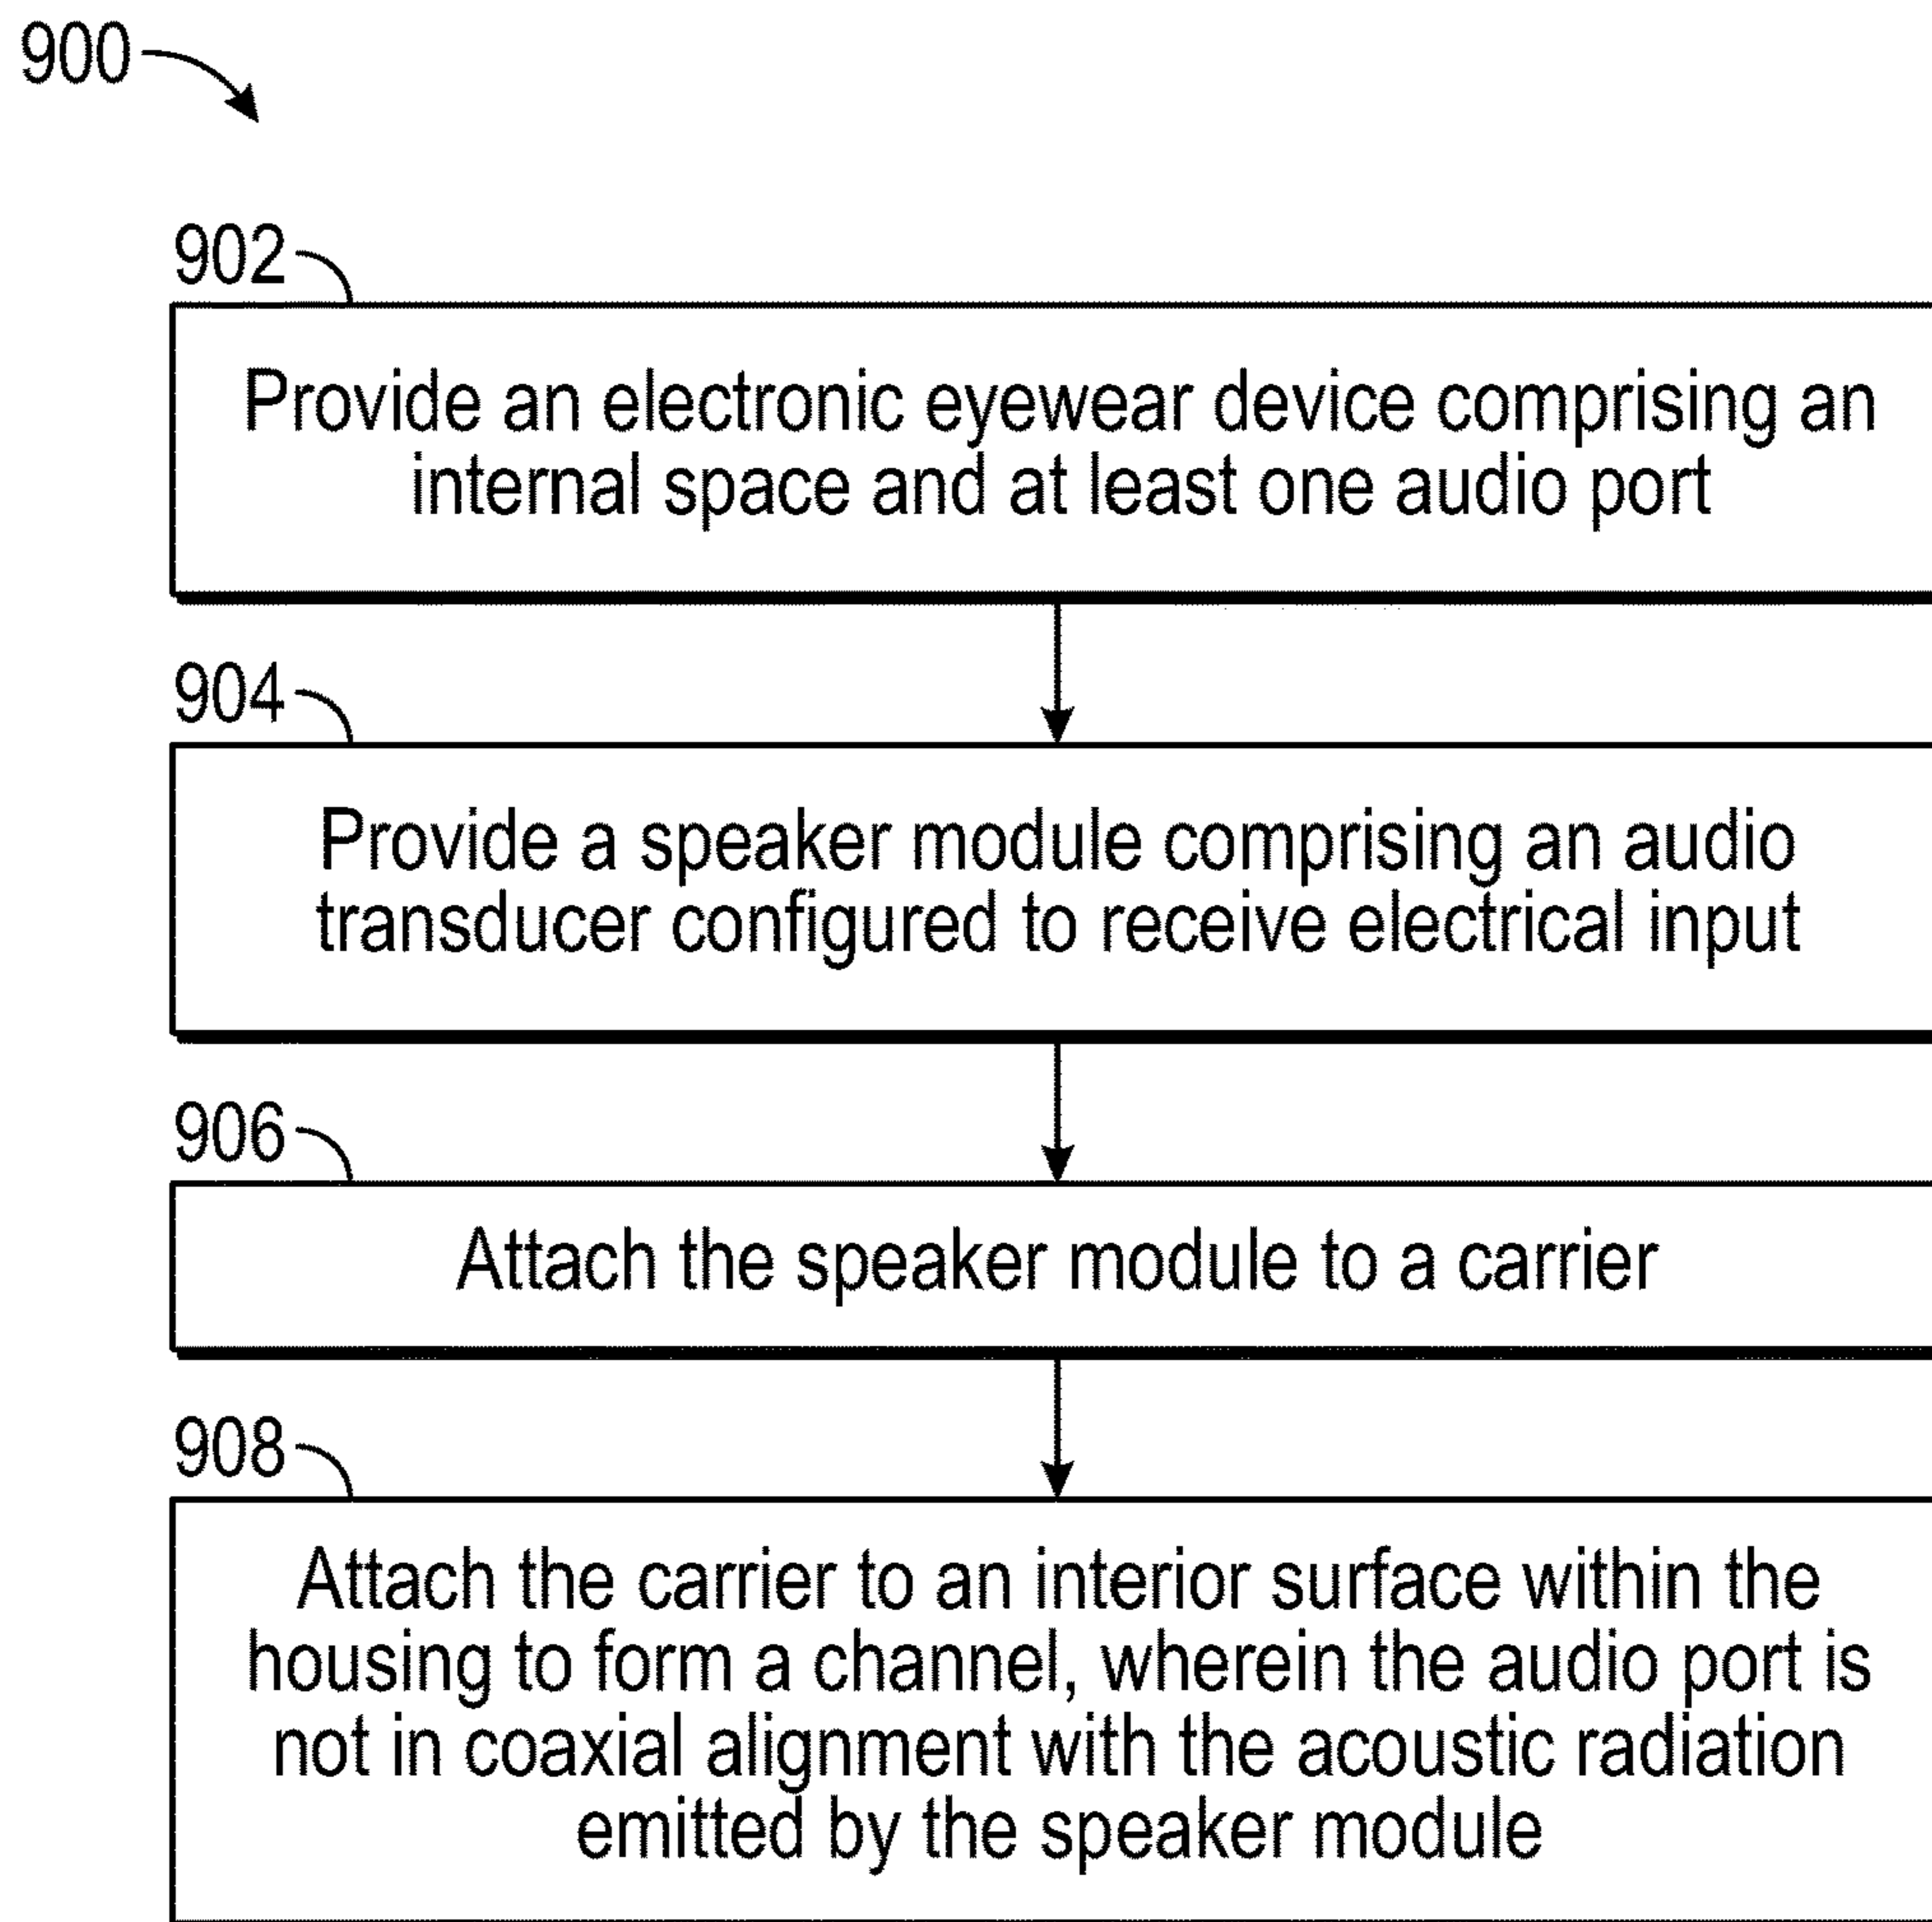 900
902
Provide an electronic eyewear device comprising an
internal space and at least one audio port
904
Provide a speaker module comprising an audio
transducer configured to receive electrical input
906
Attach the speaker module to a carrier
908
Attach the carrier to an interior surface within the
housing to form a channel, wherein the audio port is
not in coaxial alignment with the acoustic radiation
emitted by the speaker module